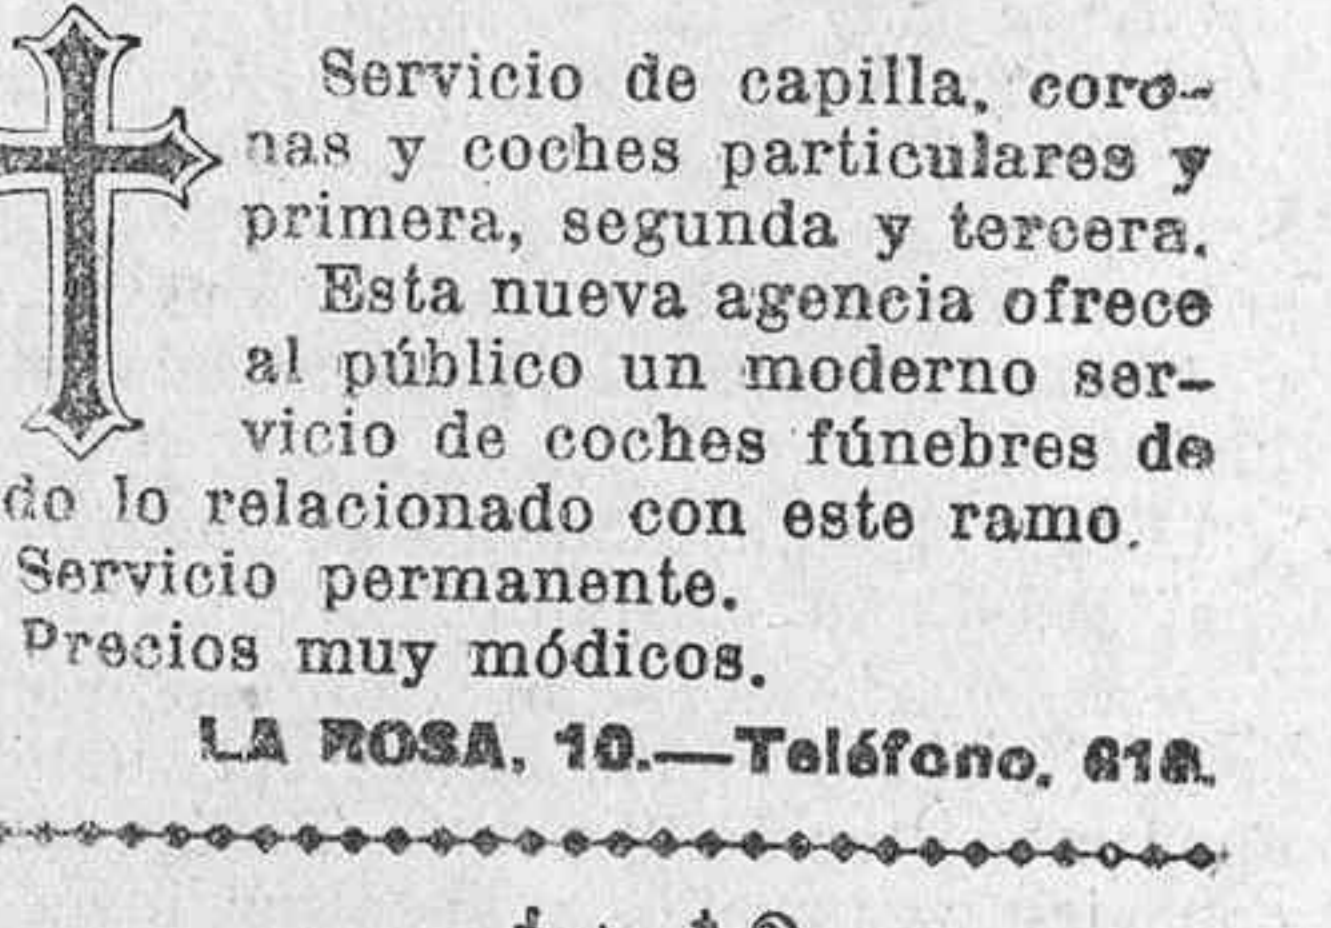 Servicio de capilla, coro-
nas y coches particulares y
primera, segunda y tercera.
Esta nueva agencia ofrece
al público un moderno ser-
vicio de coches fúnebres de
do lo relacionado con este ramo.
Servicio permanente.
Precios muy módicos.
LA ROSA, 10.—Teléfono,